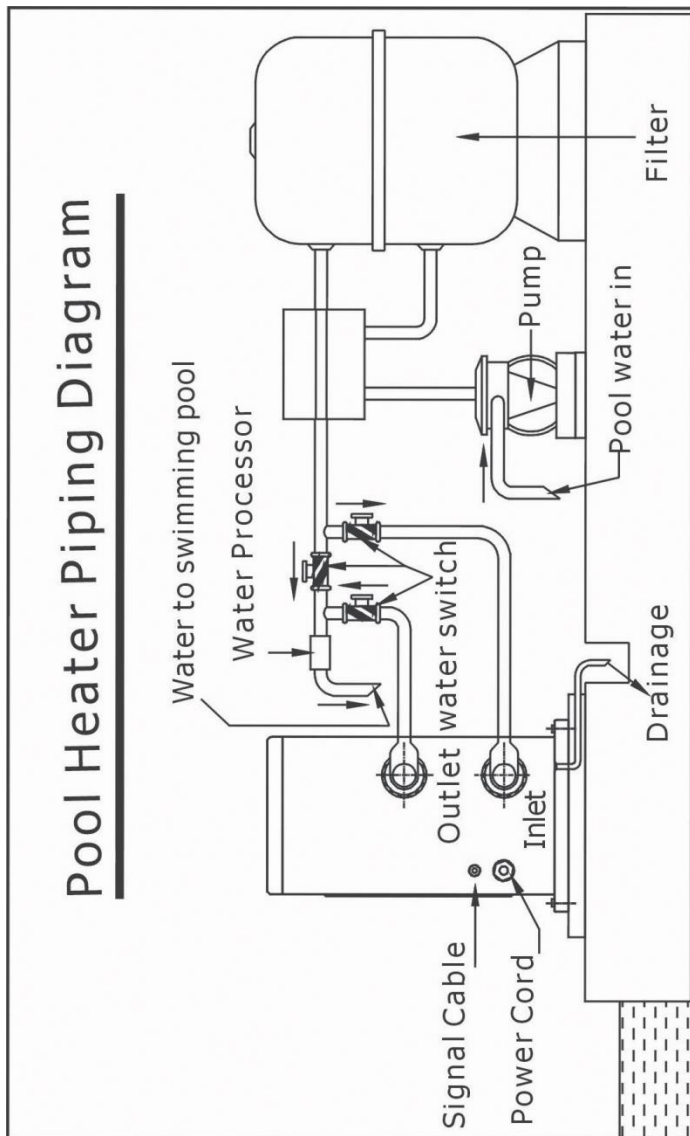 Pool Heater Piping Diagram
Water to swimming pool
Water Processor
Outlet
water switch
Inlet
Signal Cable
Power Cord
Drainage
Pump
Pool water in
Filter